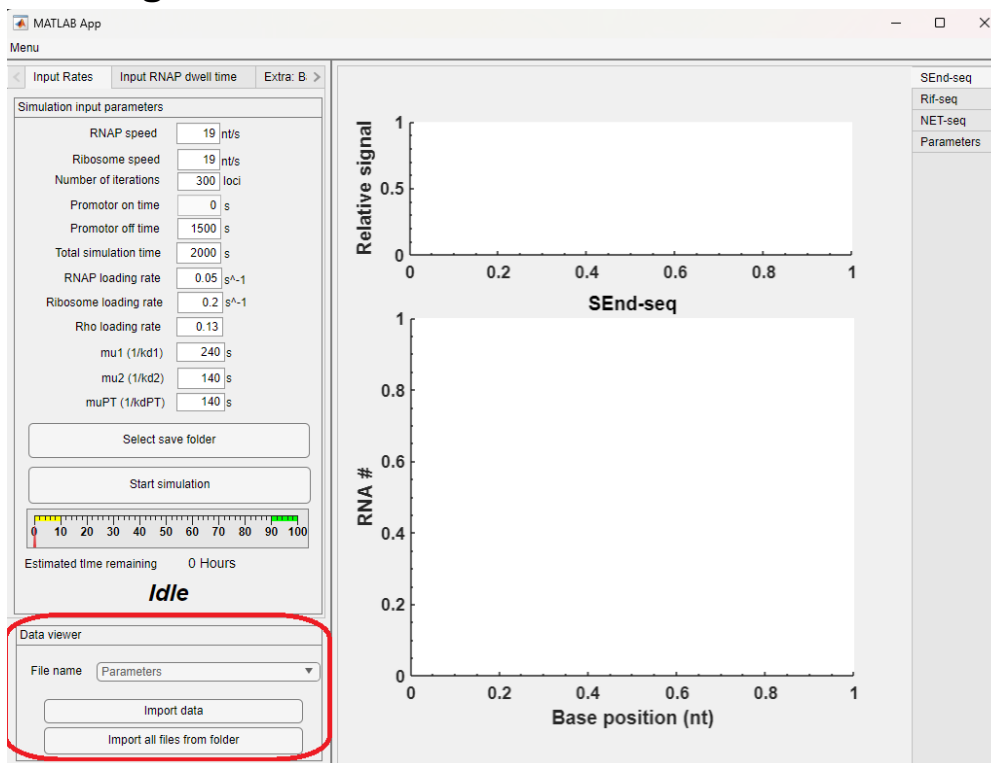 MATLAB App
Menu
Input Rates
Input RNAP dwell time
Extra: B
Simulation input parameters
RNAP speed 19 nt/s
Ribosome speed 19 nt/s
Number of iterations 300 loci
Promotor on time 0 s
Promotor off time 1500 s
Total simulation time 2000 s
RNAP loading rate 0.05 s^-1
Ribosome loading rate 0.2 s^-1
Rho loading rate 0.13
mu1 (1/kd1) 240 s
mu2 (1/kd2) 140 s
muPT (1/kdPT) 140 s
Select save folder
Start simulation
0 10 20 30 40 50 60 70 80 90 100
Estimated time remaining 0 Hours
Idle
Data viewer
File name Parameters
Import data
Import all files from folder
Relative signal
1
0.5
0
0 0.2 0.4 0.6 0.8 1
SEnd-seq
RNA #
1
0.8
0.6
0.4
0.2
0
0 0.2 0.4 0.6 0.8 1
Base position (nt)
SEnd-seq
Rif-seq
NET-seq
Parameters